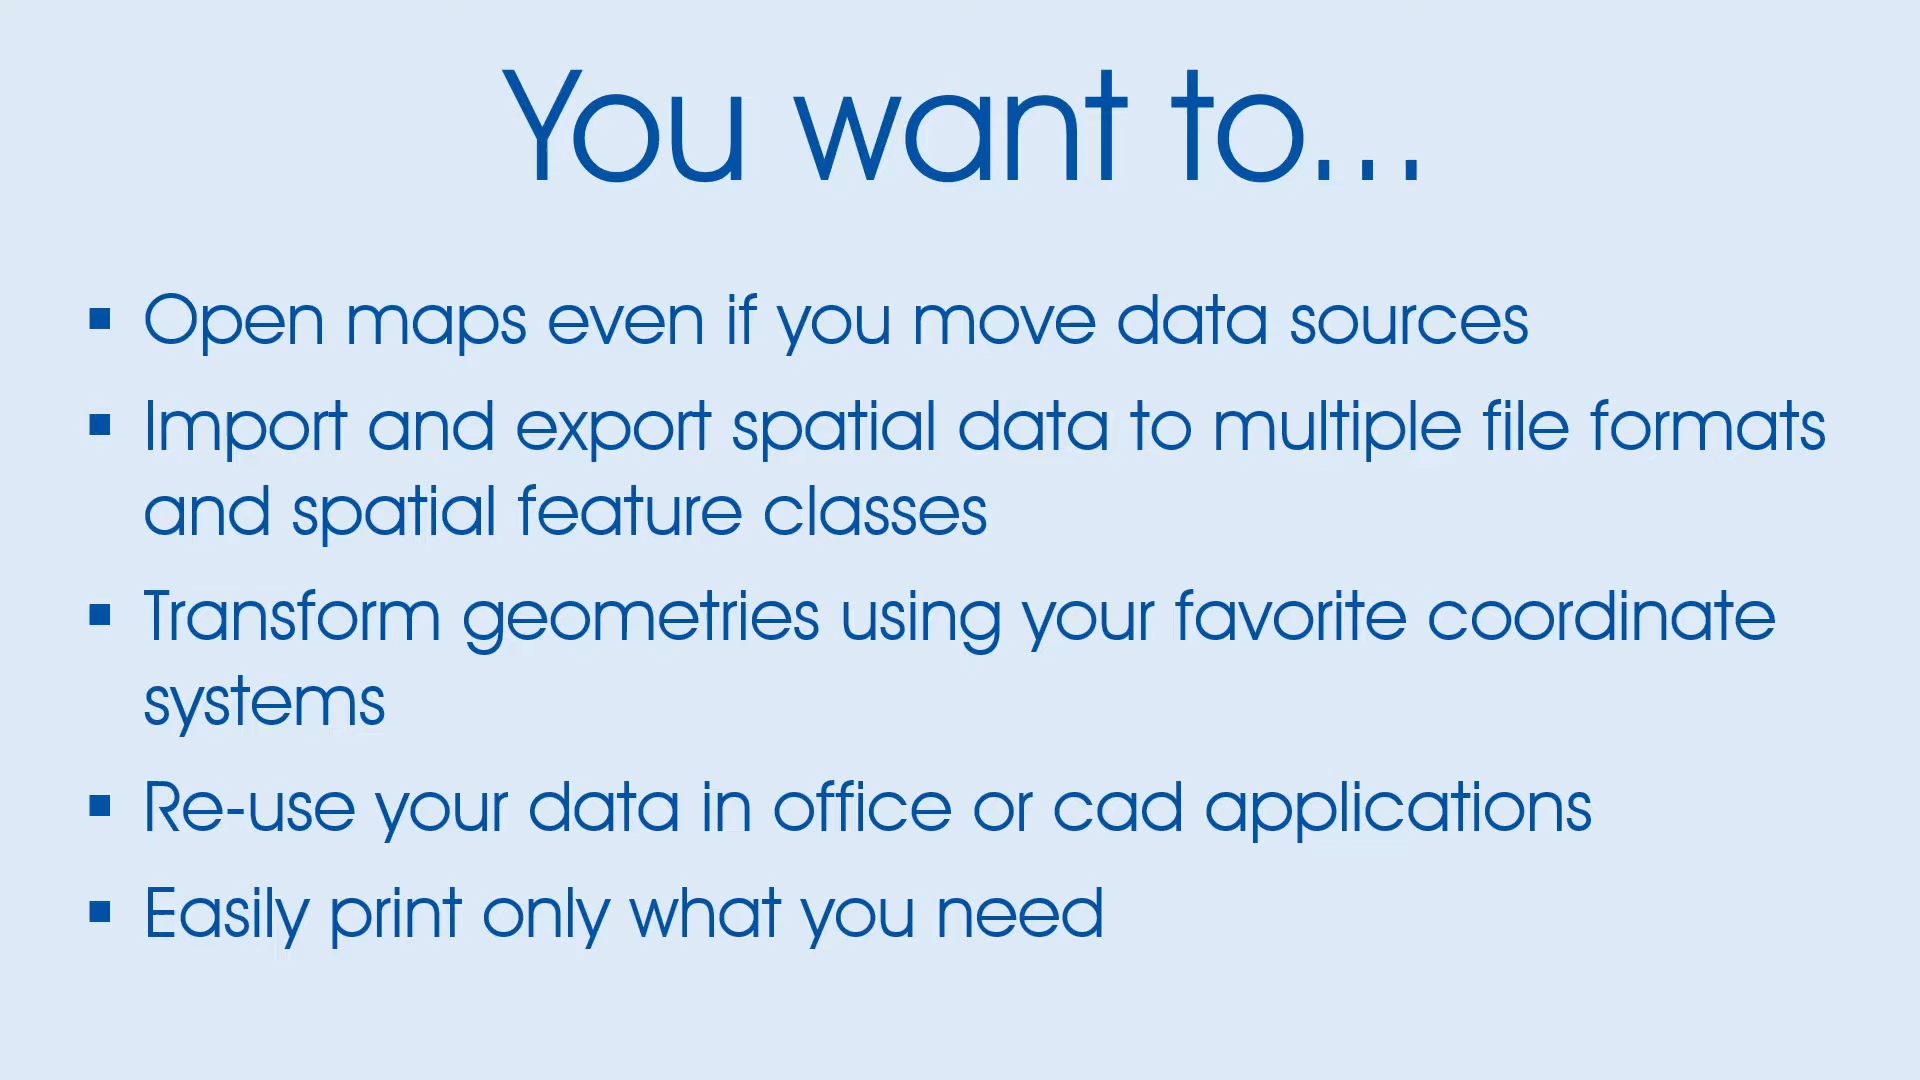 You want to...
▪ Open maps even if you move data sources
▪ Import and export spatial data to multiple file formats
and spatial feature classes
▪ Transform geometries using your favorite coordinate
systems
▪ Re-use your data in office or cad applications
▪ Easily print only what you need